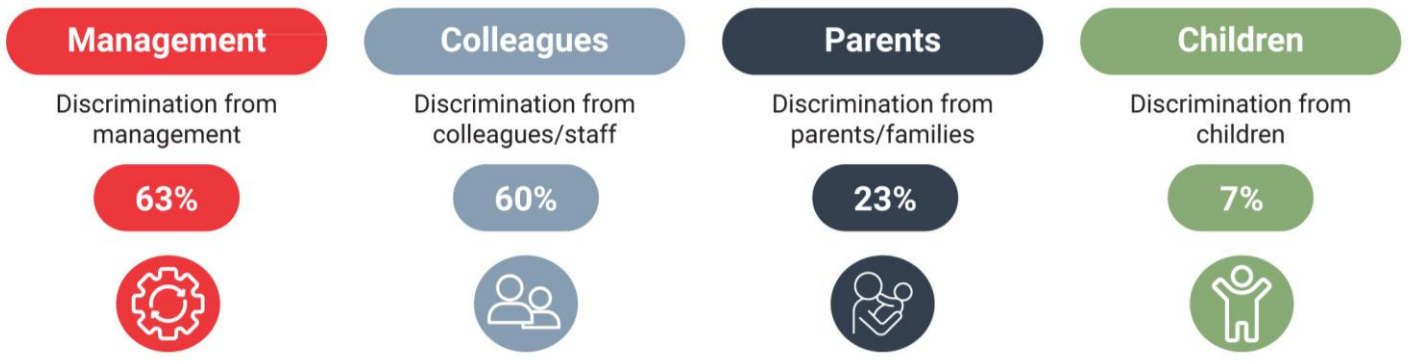 Management
Discrimination from
management
63%
Colleagues
Discrimination from
colleagues/staff
60%
Parents
Discrimination from
parents/families
23%
Children
Discrimination from
children
7%